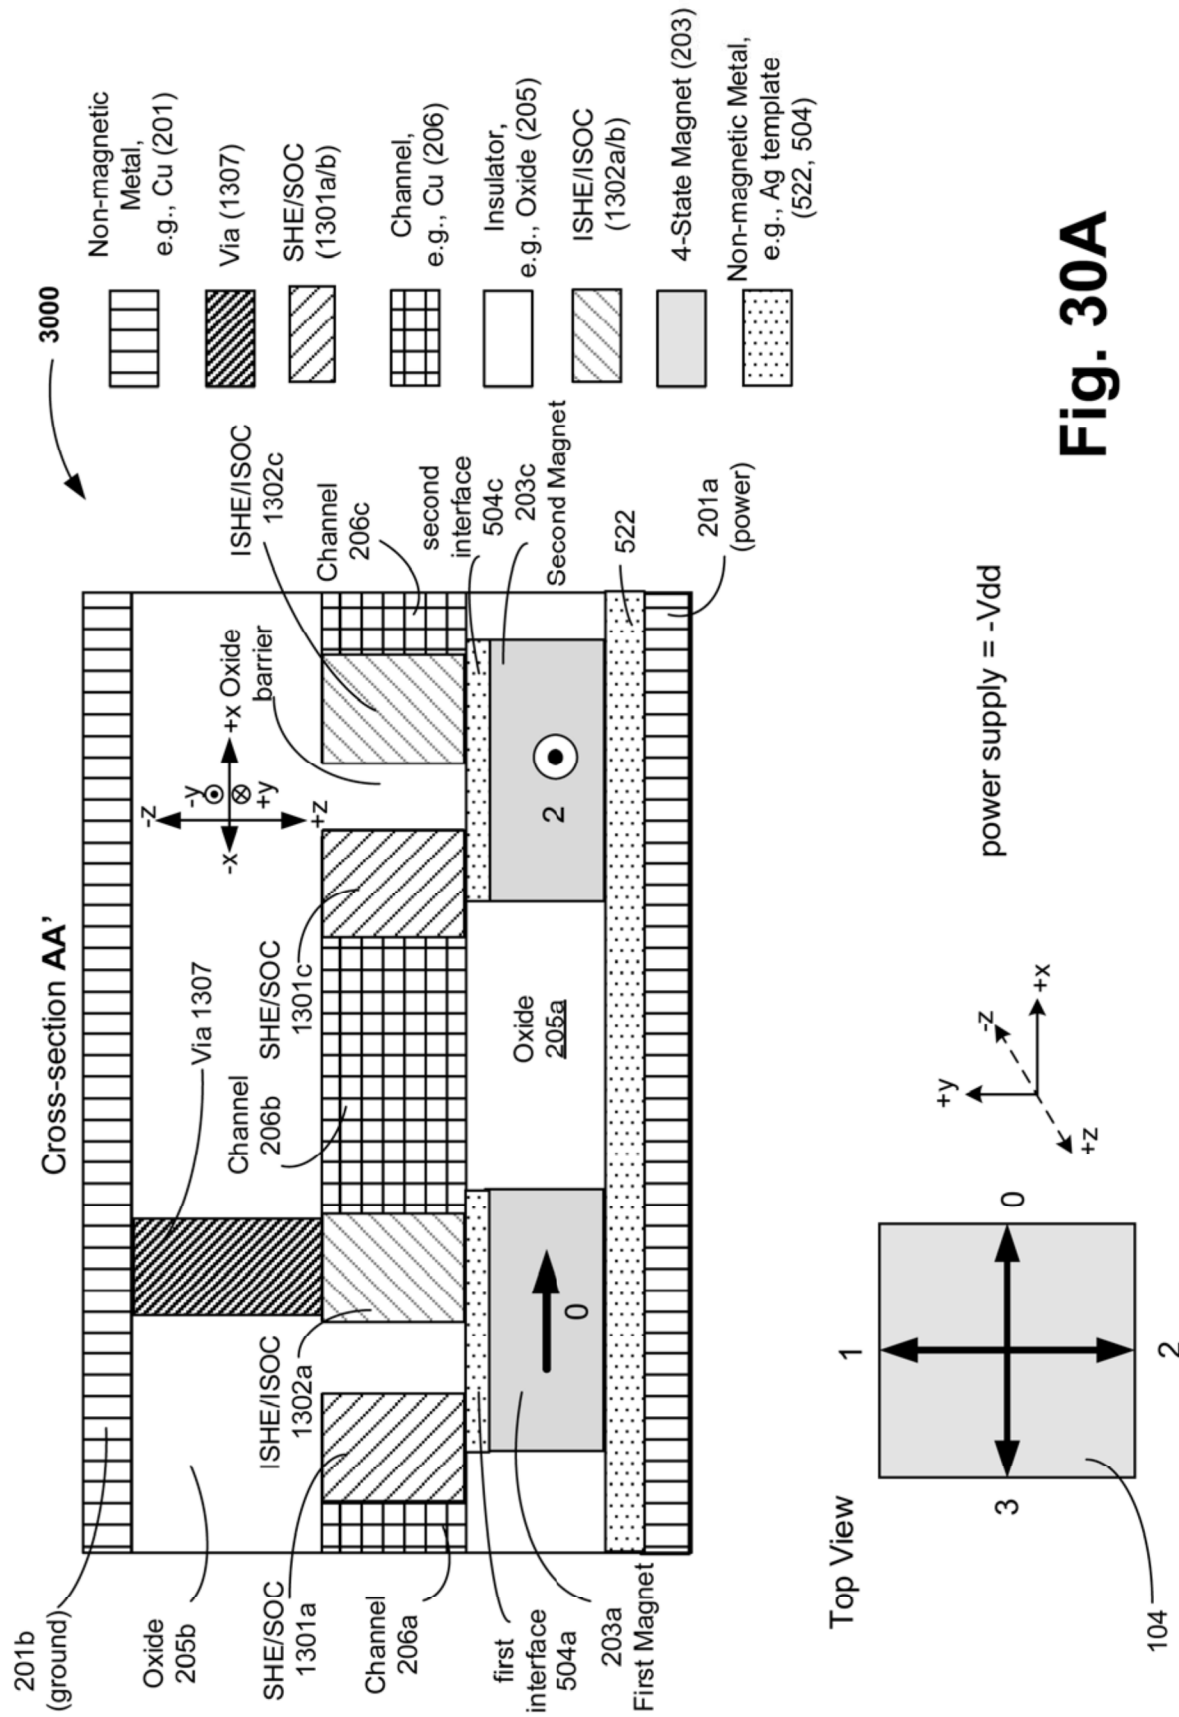 Cross-section AA'
3000
201b
(ground)
Oxide
205b
SHE/SOC
1301a
Channel
206a
first
interface
504a
203a
First Magnet
ISHE/ISOC
1302a
Via 1307
Channel
206b
SHE/SOC
1301c
Oxide
205a
-z
-y
+y
-x
+x
+z
Oxide
barrier
ISHE/ISOC
1302c
Channel
206c
second
interface
504c
203c
Second Magnet
522
201a
(power)
0
2
Non-magnetic
Metal,
e.g., Cu (201)
Via (1307)
SHE/SOC
(1301a/b)
Channel,
e.g., Cu (206)
Insulator,
e.g., Oxide (205)
ISHE/ISOC
(1302a/b)
4-State Magnet (203)
Non-magnetic Metal,
e.g., Ag template
(522, 504)
Top View
1
0
3
2
104
+y
-z
+x
+z
power supply = -Vdd
Fig. 30A